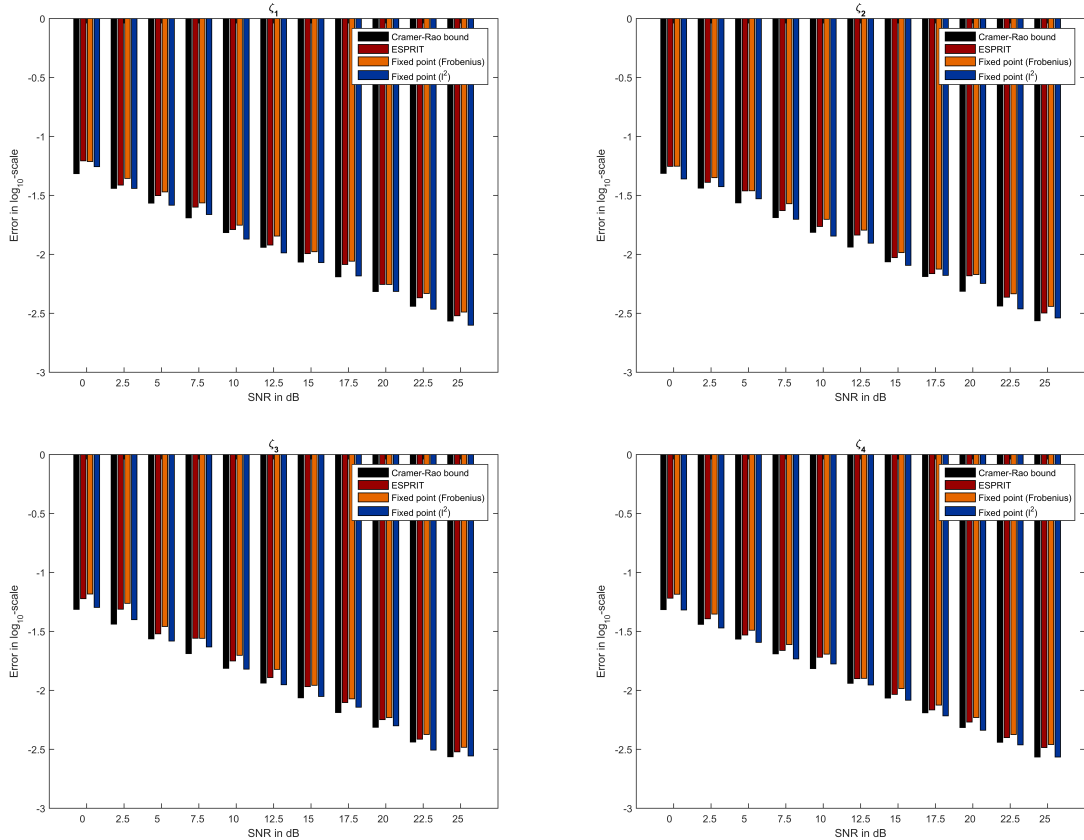 ζ1
0
-0.5
-1
-1.5
-2
-2.5
-3
Error in log10-scale
Cramer-Rao bound
ESPRIT
Fixed point (Frobenius)
Fixed point (l²)
0 2.5 5 7.5 10 12.5 15 17.5 20 22.5 25
SNR in dB
ζ2
0
-0.5
-1
-1.5
-2
-2.5
-3
Error in log10-scale
Cramer-Rao bound
ESPRIT
Fixed point (Frobenius)
Fixed point (l²)
0 2.5 5 7.5 10 12.5 15 17.5 20 22.5 25
SNR in dB
ζ3
0
-0.5
-1
-1.5
-2
-2.5
-3
Error in log10-scale
Cramer-Rao bound
ESPRIT
Fixed point (Frobenius)
Fixed point (l²)
0 2.5 5 7.5 10 12.5 15 17.5 20 22.5 25
SNR in dB
ζ4
0
-0.5
-1
-1.5
-2
-2.5
-3
Error in log10-scale
Cramer-Rao bound
ESPRIT
Fixed point (Frobenius)
Fixed point (l²)
0 2.5 5 7.5 10 12.5 15 17.5 20 22.5 25
SNR in dB